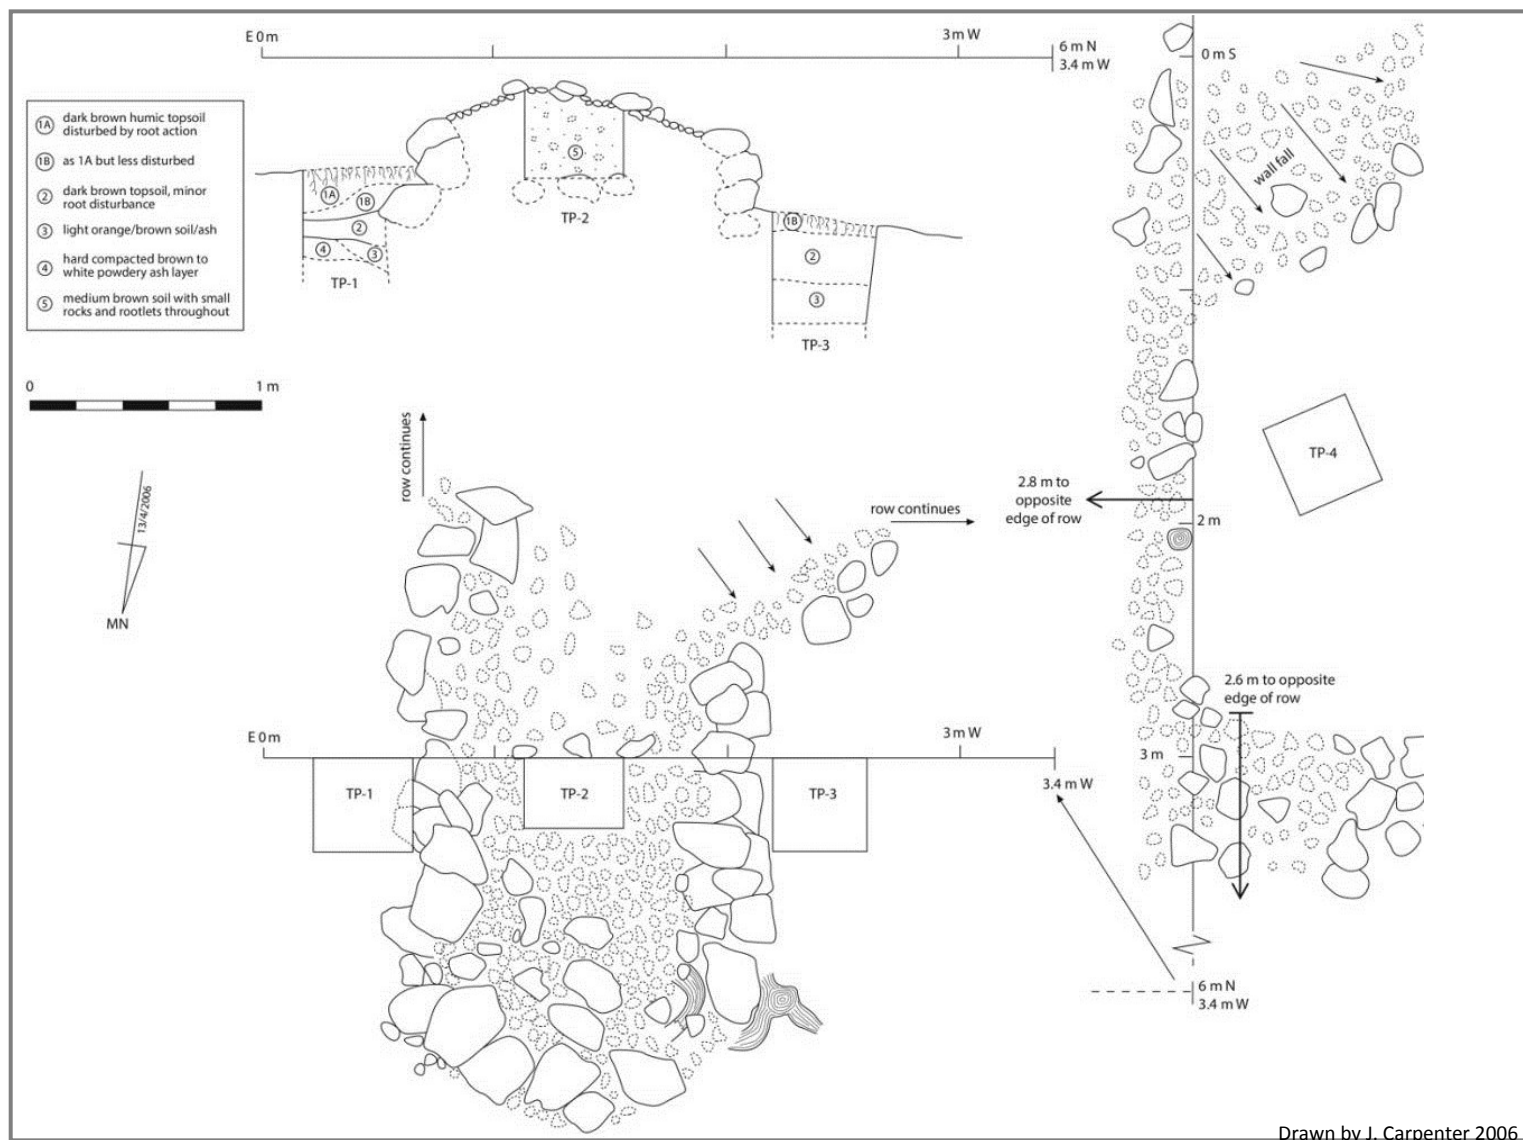 E 0 m
3 m W
6 m N
3.4 m W
1A dark brown humic topsoil
disturbed by root action
1B as 1A but less disturbed
2 dark brown topsoil, minor
root disturbance
3 light orange/brown soil/ash
4 hard compacted brown to
white powdery ash layer
5 medium brown soil with small
rocks and rootlets throughout
1A
1B
2
4
3
TP-1
5
TP-2
1B
2
3
TP-3
0 m S
wall fall
0
1 m
row continues
13/4/2006
MN
row continues
2.8 m to
opposite
edge of row
TP-4
2 m
2.6 m to opposite
edge of row
E 0 m
3 m W
3 m
3.4 m W
TP-1
TP-2
TP-3
6 m N
3.4 m W
Drawn by J. Carpenter 2006